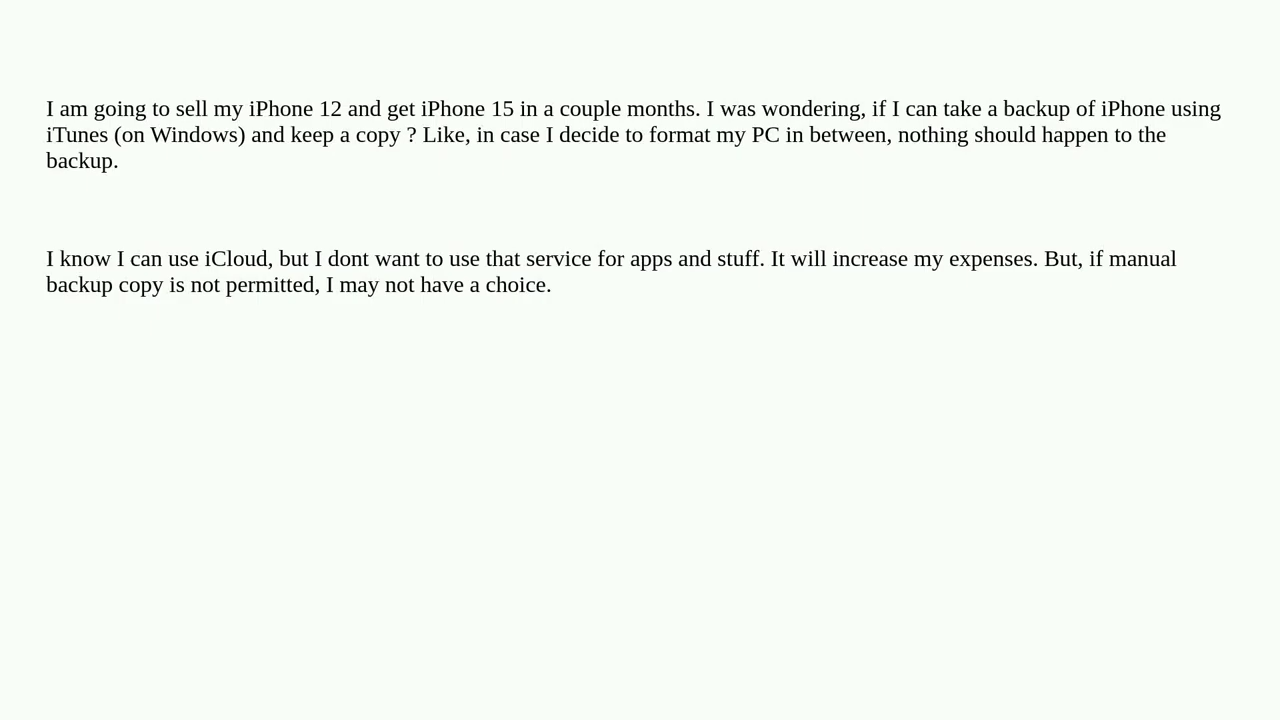 I am going to sell my iPhone 12 and get iPhone 15 in a couple months. I was wondering, if I can take a backup of iPhone using
iTunes (on Windows) and keep a copy ? Like, in case I decide to format my PC in between, nothing should happen to the
backup.
I know I can use iCloud, but I dont want to use that service for apps and stuff. It will increase my expenses. But, if manual
backup copy is not permitted, I may not have a choice.